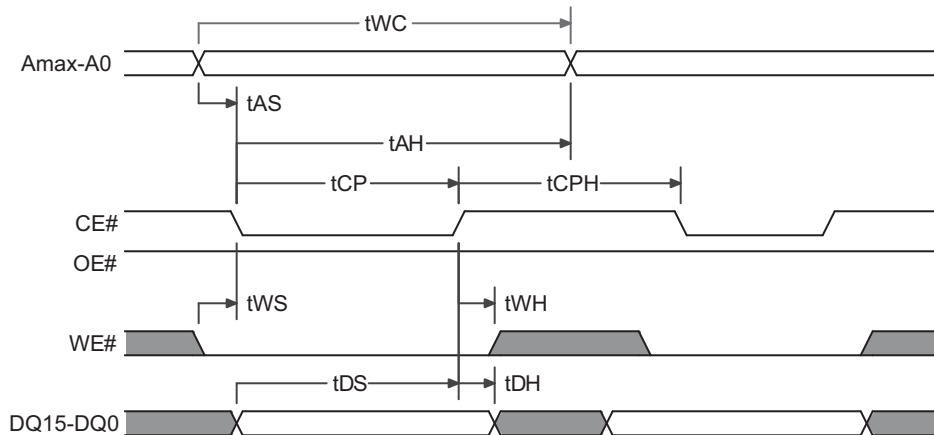 tWC
Amax-A0
tAS
tAH
tCP tCPH
CE#
OE#
tWS tWH
WE#
tDS tDH
DQ15-DQ0